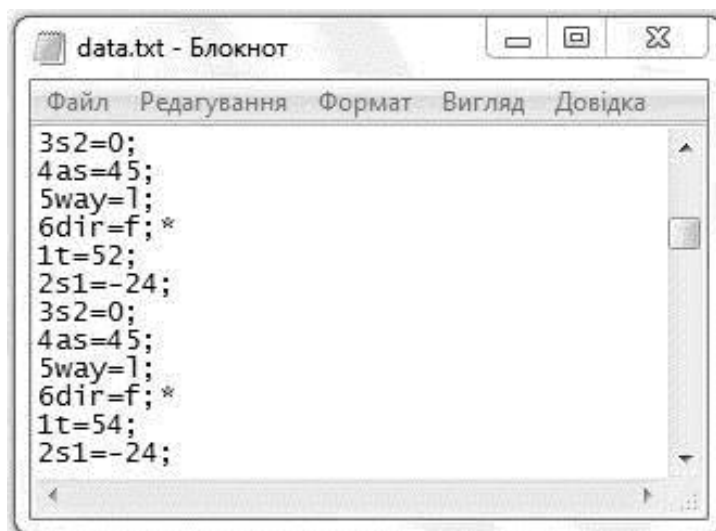 data.txt - Блокнот
Файл Редагування Формат Вигляд Довідка
3s2=0;
4as=45;
5way=l;
6dir=f;*
1t=52;
2s1=-24;
3s2=0;
4as=45;
5way=l;
6dir=f;*
1t=54;
2s1=-24;